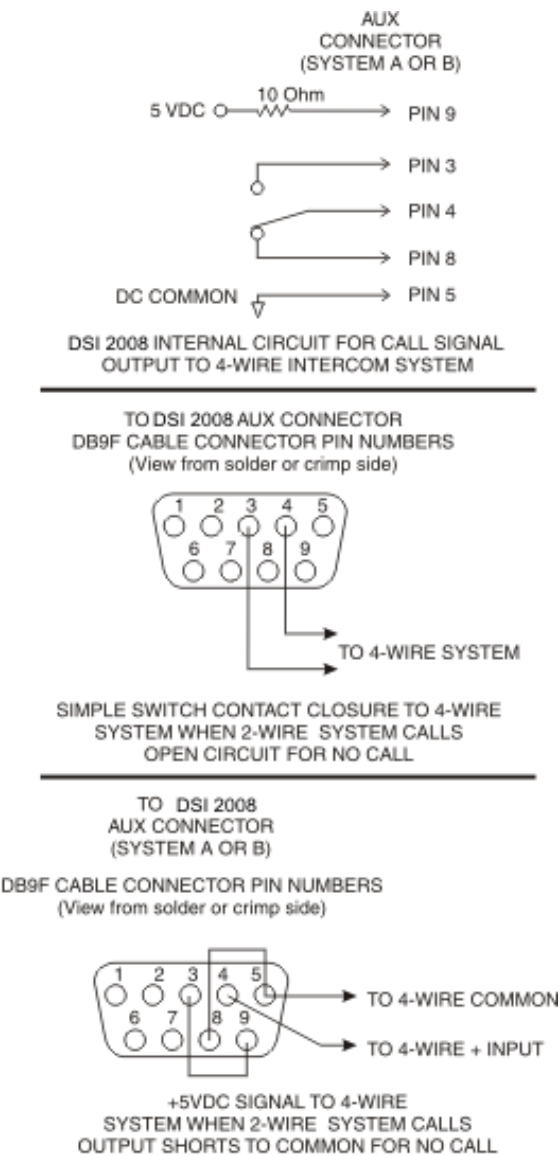 AUX
CONNECTOR
(SYSTEM A OR B)
10 Ohm
5 VDC
PIN 9
PIN 3
PIN 4
PIN 8
DC COMMON
PIN 5
DSI 2008 INTERNAL CIRCUIT FOR CALL SIGNAL
OUTPUT TO 4-WIRE INTERCOM SYSTEM
TO DSI 2008 AUX CONNECTOR
DB9F CABLE CONNECTOR PIN NUMBERS
(View from solder or crimp side)
1 2 3 4 5
6 7 8 9
TO 4-WIRE SYSTEM
SIMPLE SWITCH CONTACT CLOSURE TO 4-WIRE
SYSTEM WHEN 2-WIRE SYSTEM CALLS
OPEN CIRCUIT FOR NO CALL
TO DSI 2008
AUX CONNECTOR
(SYSTEM A OR B)
DB9F CABLE CONNECTOR PIN NUMBERS
(View from solder or crimp side)
1 2 3 4 5
TO 4-WIRE COMMON
6 7 8 9
TO 4-WIRE + INPUT
+5VDC SIGNAL TO 4-WIRE
SYSTEM WHEN 2-WIRE SYSTEM CALLS
OUTPUT SHORTS TO COMMON FOR NO CALL